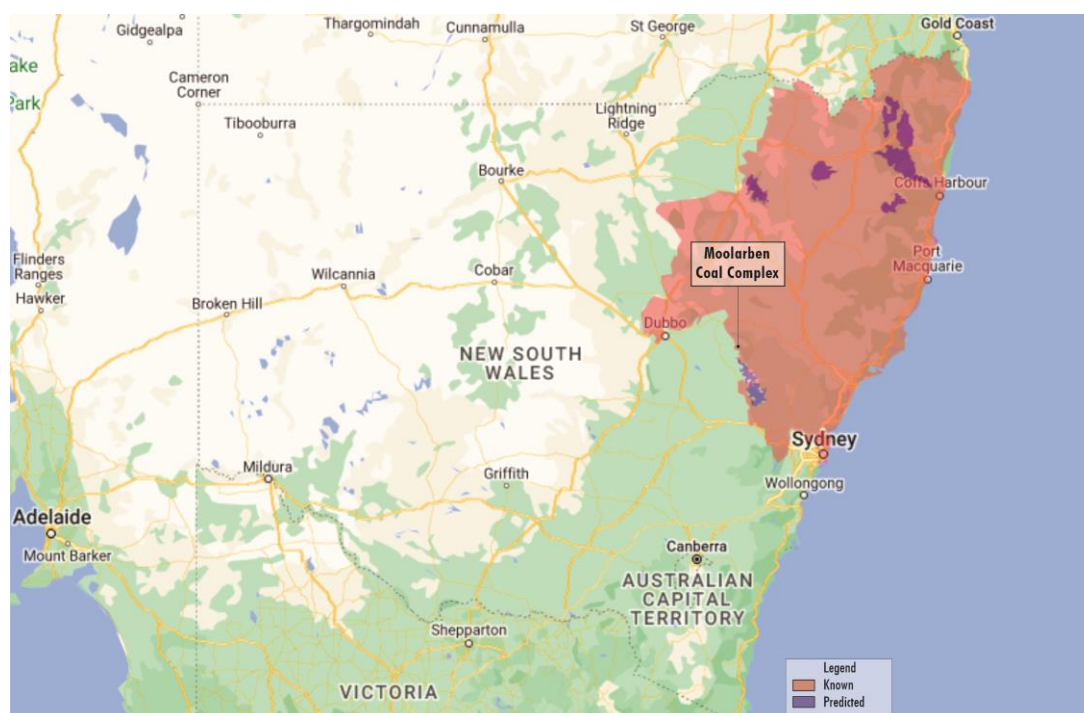 Gidgealpa
Thargomindah
Cunnamulla
St George
Gold Coast
ake
Park
Cameron
Corner
Tibooburra
Lightning
Ridge
Bourke
Coffs Harbour
Flinders
Ranges
Hawker
Wilcannia
Cobar
Moolarben
Coal Complex
Port
Macquarie
Broken Hill
Dubbo
NEW SOUTH
WALES
Mildura
Griffith
Sydney
Wollongong
Adelaide
Mount Barker
Canberra
AUSTRALIAN
CAPITAL
TERRITORY
Shepparton
VICTORIA
Legend
Known
Predicted